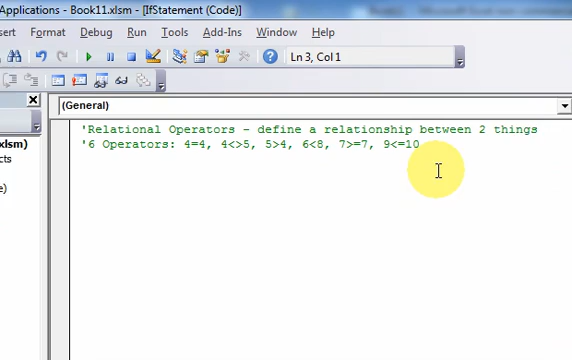 Applications - Book11.xlsm - [IfStatement (Code)]
sert Format Debug Run Tools Add-Ins Window Help
Ln 3, Col 1
(General)
xlsm)
cts
e)
'Relational Operators - define a relationship between 2 things
'6 Operators: 4=4, 4<>5, 5>4, 6<8, 7>=7, 9<=10